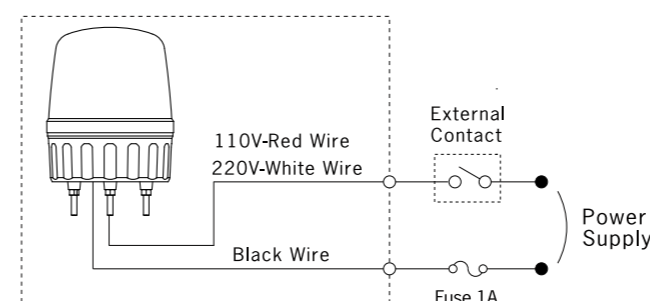 External
Contact
110V-Red Wire
220V-White Wire
Power
Supply
Black Wire
Fuse 1A